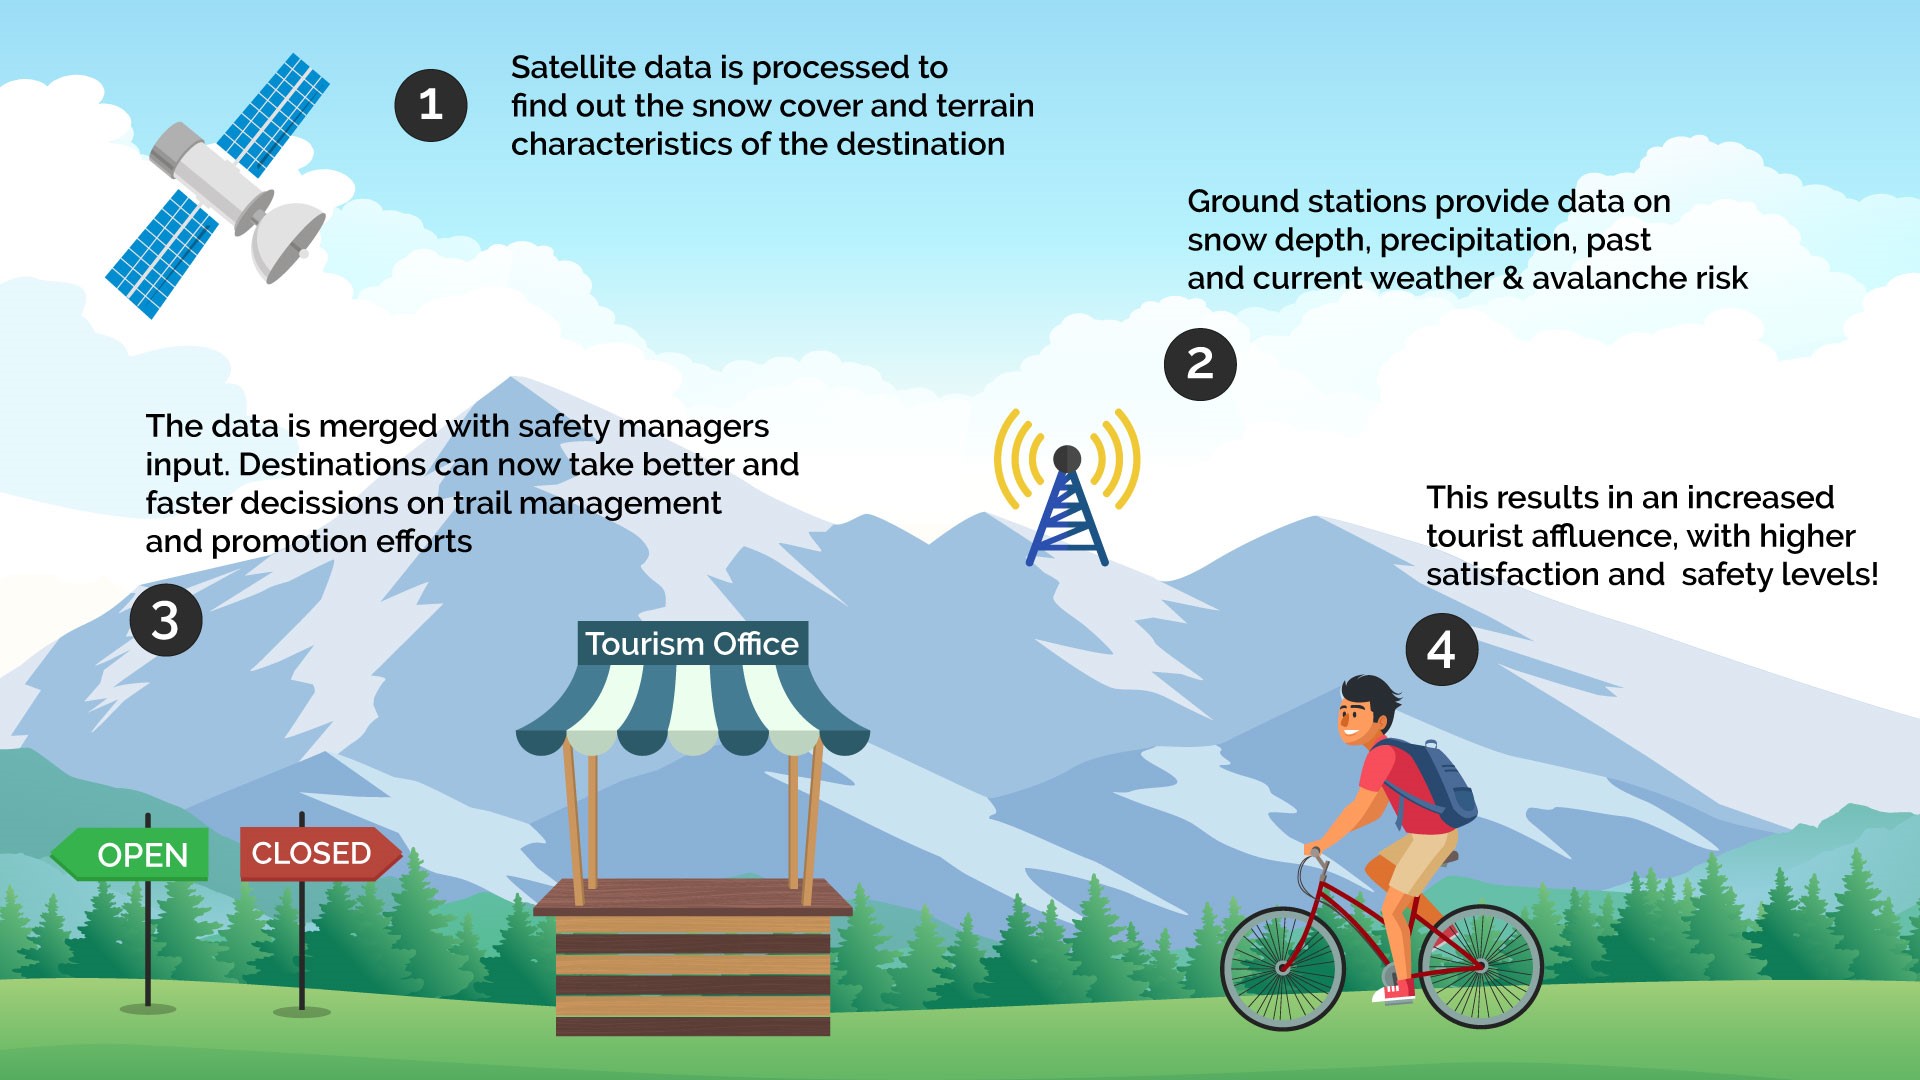 1
Satellite data is processed to
find out the snow cover and terrain
characteristics of the destination
Ground stations provide data on
snow depth, precipitation, past
and current weather & avalanche risk
2
The data is merged with safety managers
input. Destinations can now take better and
faster decissions on trail management
and promotion efforts
3
This results in an increased
tourist affluence, with higher
satisfaction and  safety levels!
4
Tourism Office
OPEN
CLOSED